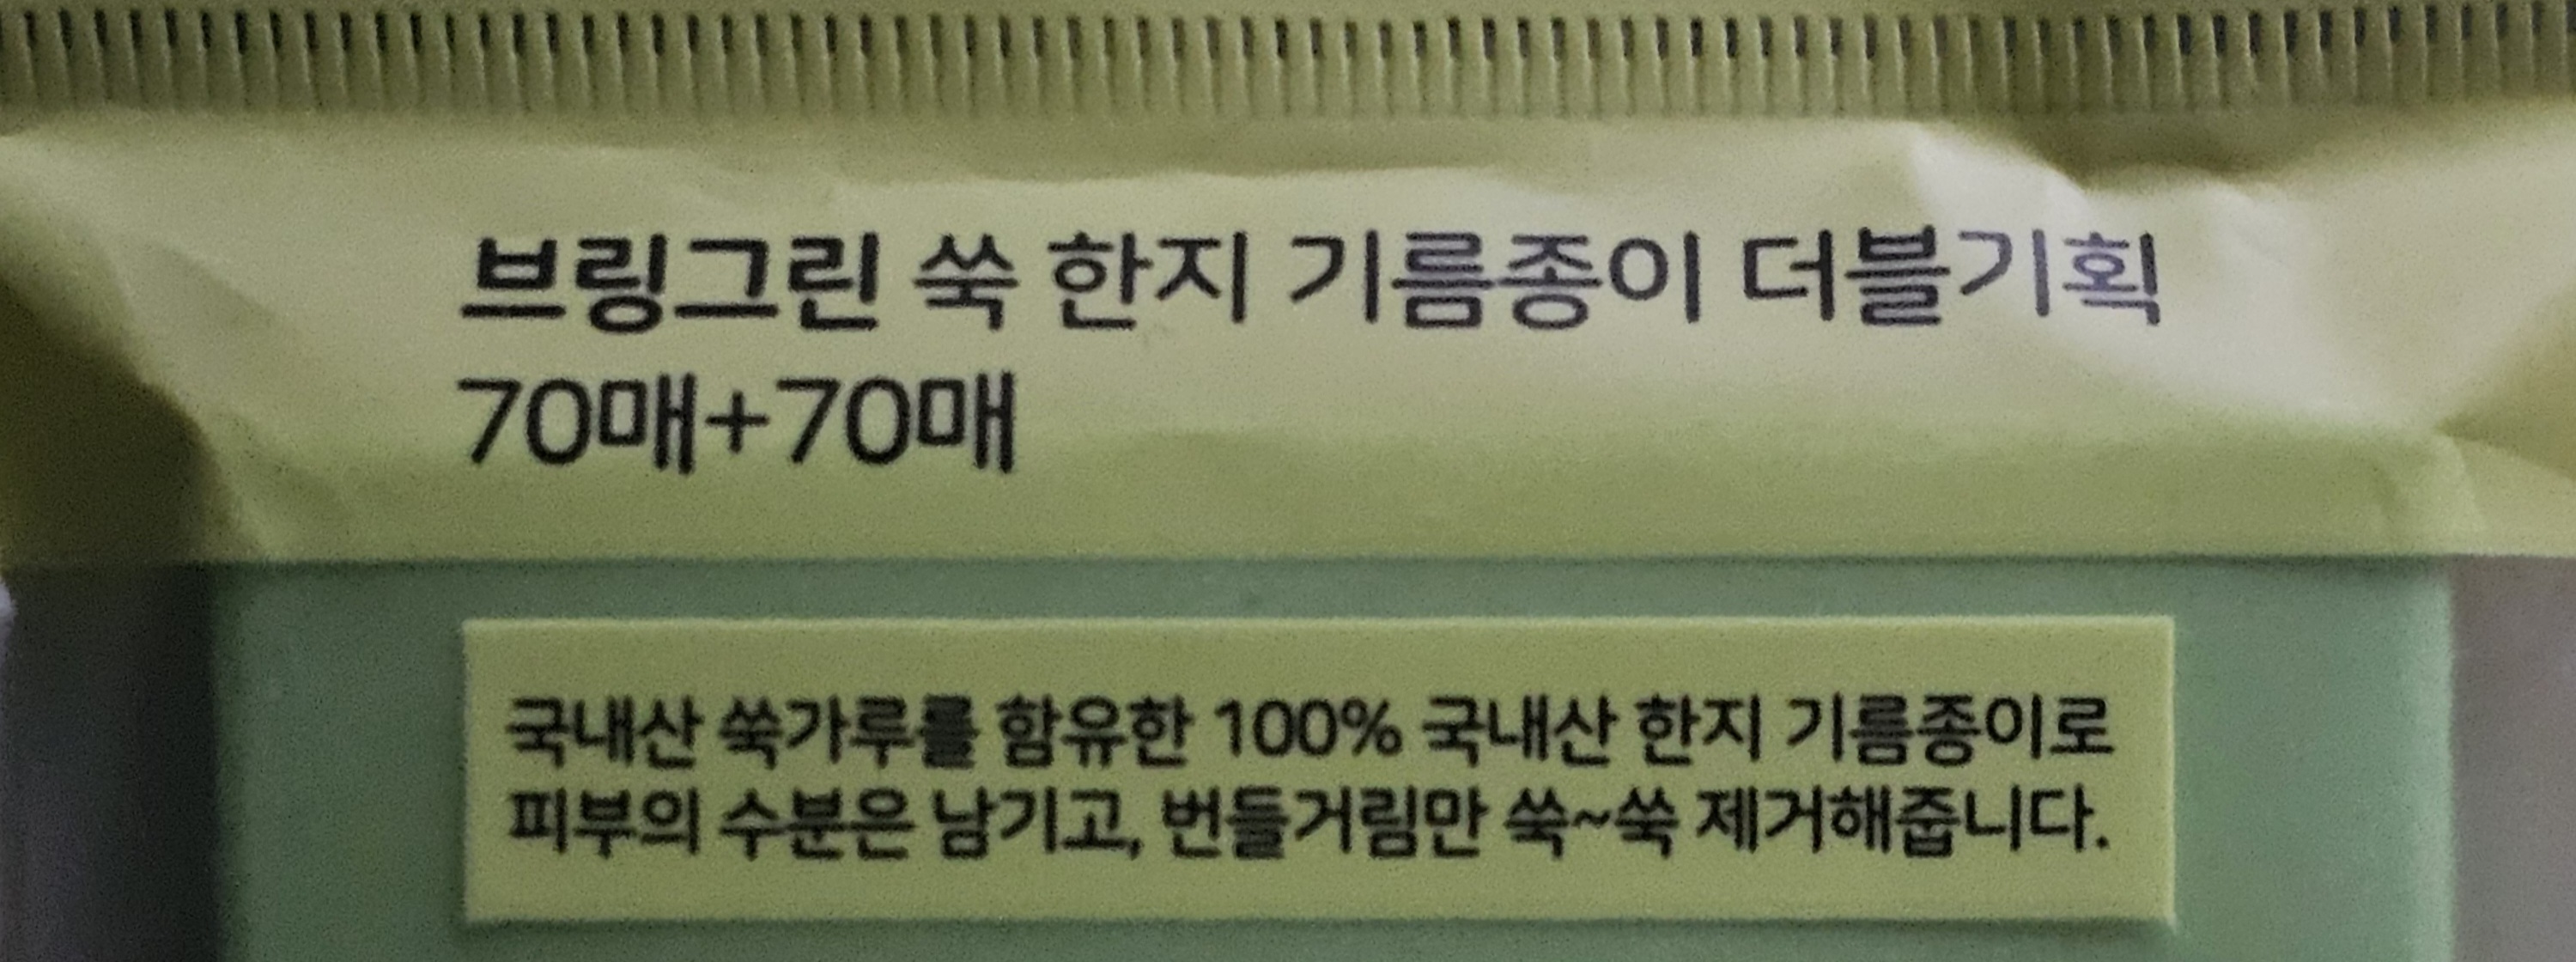 브링그린 쑥 한지 기름종이 더블기획
70매+70매
국내산 쑥가루를 함유한 100% 국내산 한지 기름종이로
피부의 수분은 남기고, 번들거림만 쑥~쑥 제거해줍니다.